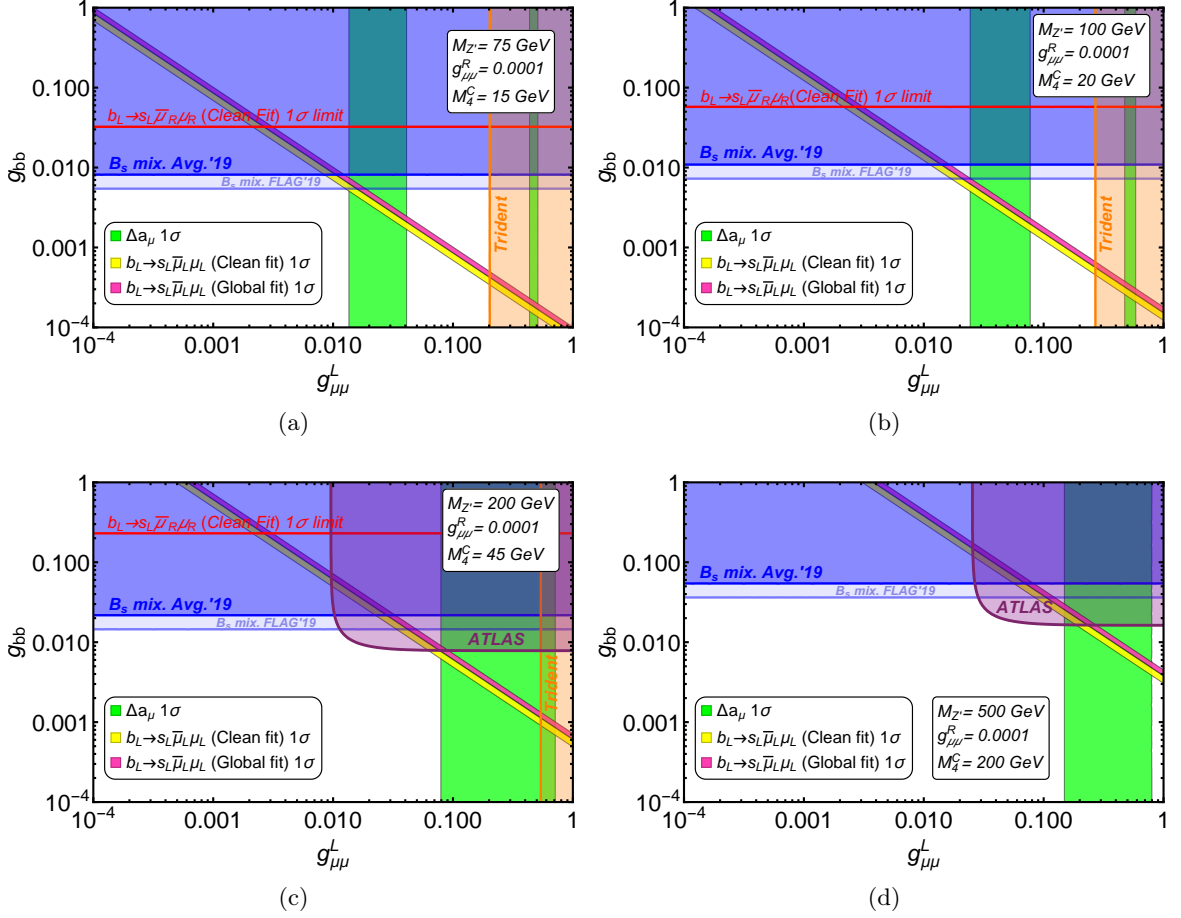 1
0.100
0.010
0.001
10⁻⁴
g_bb
M_Z' = 75 GeV
g^R_μμ = 0.0001
M^C_4 = 15 GeV
b_L→s_L μ̄_R μ_R (Clean Fit) 1σ limit
B_s mix. Avg.'19
B_s mix. FLAG'19
Trident
Δa_μ 1σ
b_L→s_L μ̄_L μ_L (Clean fit) 1σ
b_L→s_L μ̄_L μ_L (Global fit) 1σ
10⁻⁴ 0.001 0.010 0.100 1
g^L_μμ
(a)
1
0.100
0.010
0.001
10⁻⁴
g_bb
M_Z' = 100 GeV
g^R_μμ = 0.0001
M^C_4 = 20 GeV
b_L→s_L μ̄_R μ_R (Clean Fit) 1σ limit
B_s mix. Avg.'19
B_s mix. FLAG'19
Trident
Δa_μ 1σ
b_L→s_L μ̄_L μ_L (Clean fit) 1σ
b_L→s_L μ̄_L μ_L (Global fit) 1σ
10⁻⁴ 0.001 0.010 0.100 1
g^L_μμ
(b)
1
0.100
0.010
0.001
10⁻⁴
g_bb
M_Z' = 200 GeV
g^R_μμ = 0.0001
M^C_4 = 45 GeV
b_L→s_L μ̄_R μ_R (Clean Fit) 1σ limit
B_s mix. Avg.'19
B_s mix. FLAG'19
ATLAS
Trident
Δa_μ 1σ
b_L→s_L μ̄_L μ_L (Clean fit) 1σ
b_L→s_L μ̄_L μ_L (Global fit) 1σ
10⁻⁴ 0.001 0.010 0.100 1
g^L_μμ
(c)
1
0.100
0.010
0.001
10⁻⁴
g_bb
B_s mix. Avg.'19
B_s mix. FLAG'19
ATLAS
Δa_μ 1σ
b_L→s_L μ̄_L μ_L (Clean fit) 1σ
b_L→s_L μ̄_L μ_L (Global fit) 1σ
M_Z' = 500 GeV
g^R_μμ = 0.0001
M^C_4 = 200 GeV
10⁻⁴ 0.001 0.010 0.100 1
g^L_μμ
(d)